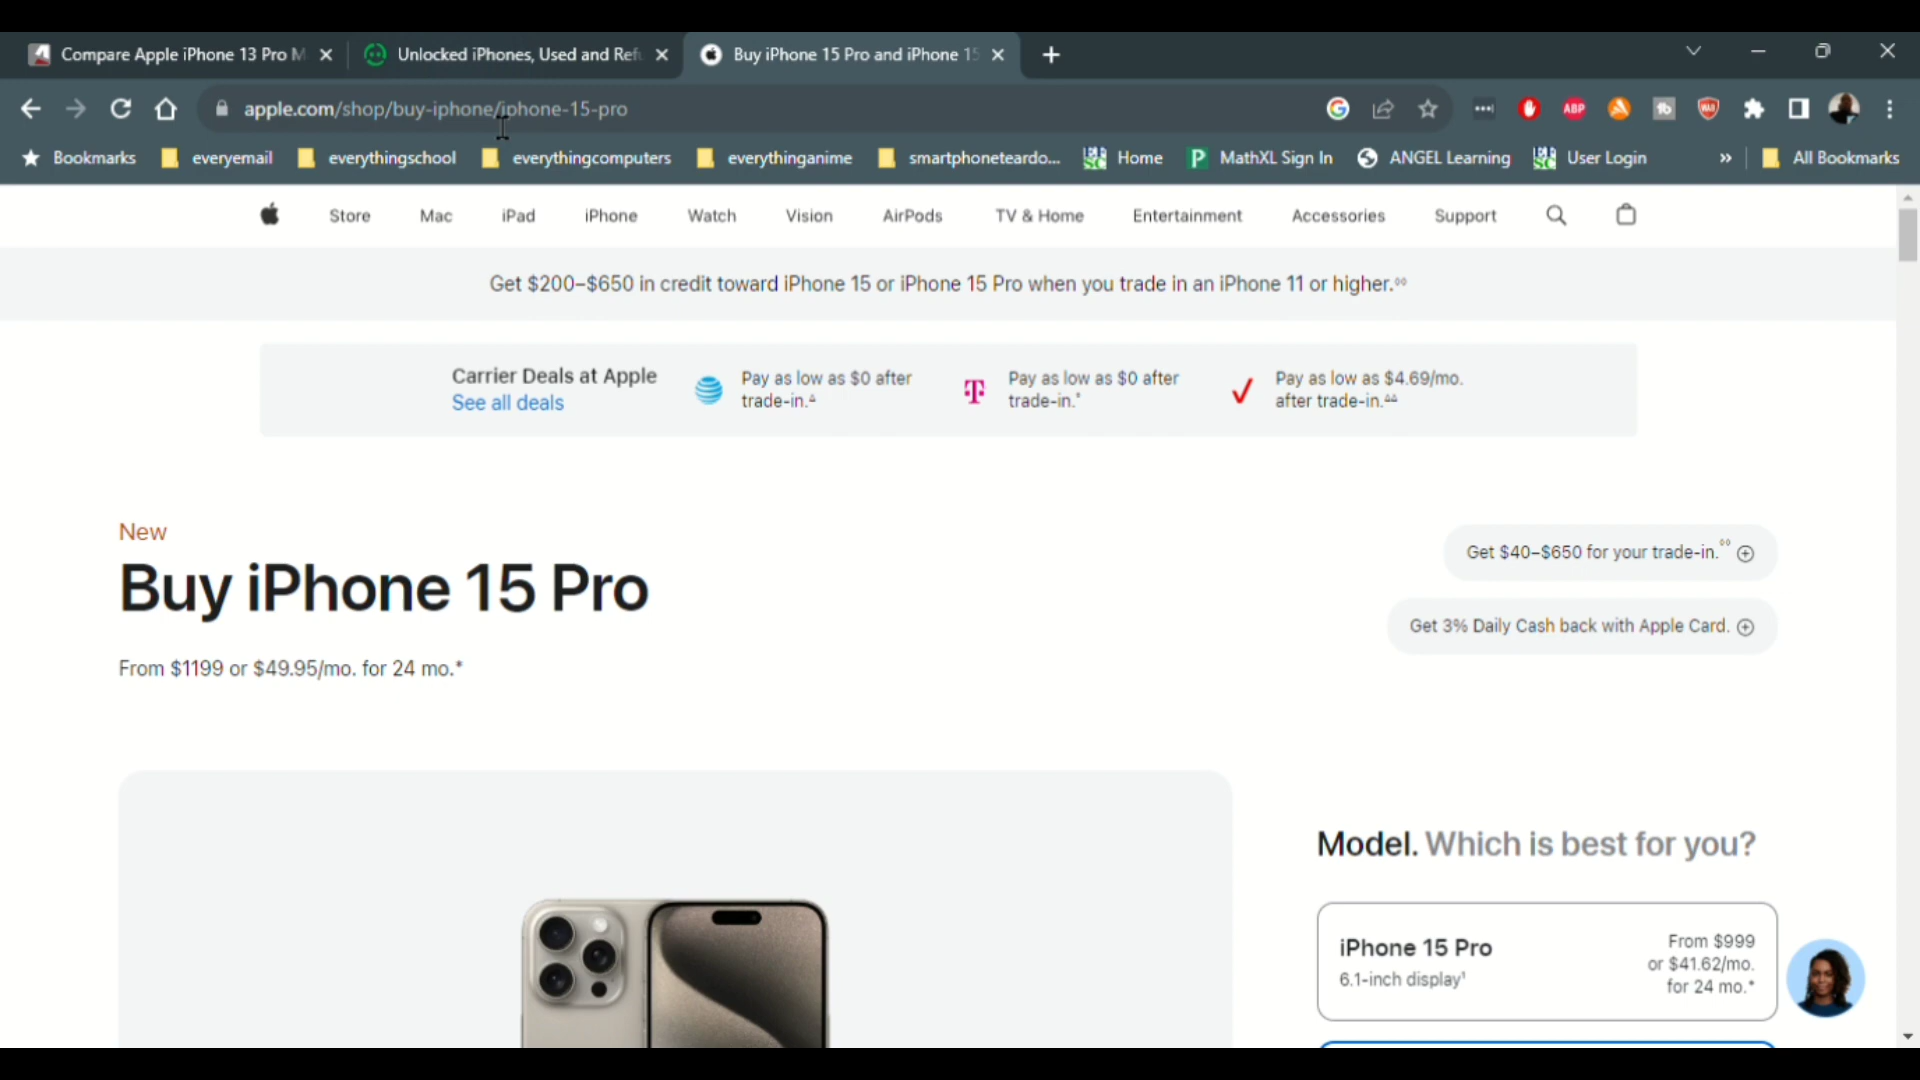 Compare Apple iPhone 13 Pro M
Unlocked iPhones, Used and Ref
Buy iPhone 15 Pro and iPhone 15
apple.com/shop/buy-iphone/iphone-15-pro
ABP
Bookmarks
everyemail
everythingschool
everythingcomputers
everythinganime
smartphoneteardo...
Home
MathXL Sign In
ANGEL Learning
User Login
»
All Bookmarks
Store
Mac
iPad
iPhone
Watch
Vision
AirPods
TV & Home
Entertainment
Accessories
Support
Get $200–$650 in credit toward iPhone 15 or iPhone 15 Pro when you trade in an iPhone 11 or higher.◊◊
Carrier Deals at Apple
See all deals
Pay as low as $0 after
trade-in.∆
T
Pay as low as $0 after
trade-in.°
Pay as low as $4.69/mo.
after trade-in.∆∆
New
Buy iPhone 15 Pro
From $1199 or $49.95/mo. for 24 mo.*
Get $40–$650 for your trade-in.◊◊
Get 3% Daily Cash back with Apple Card.
Model. Which is best for you?
iPhone 15 Pro
6.1-inch display¹
From $999
or $41.62/mo.
for 24 mo.*